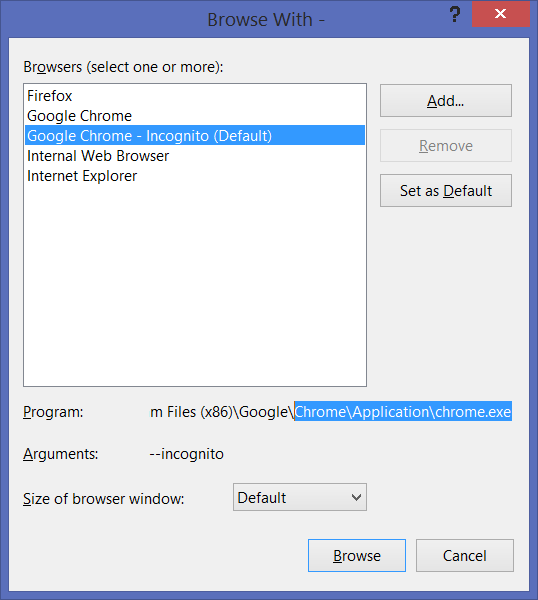 Browse With -
?
Browsers (select one or more):
Firefox
Google Chrome
Google Chrome - Incognito (Default)
Internal Web Browser
Internet Explorer
Add...
Remove
Set as Default
Program: m Files (x86)\Google\Chrome\Application\chrome.exe
Arguments: --incognito
Size of browser window: Default
Browse
Cancel